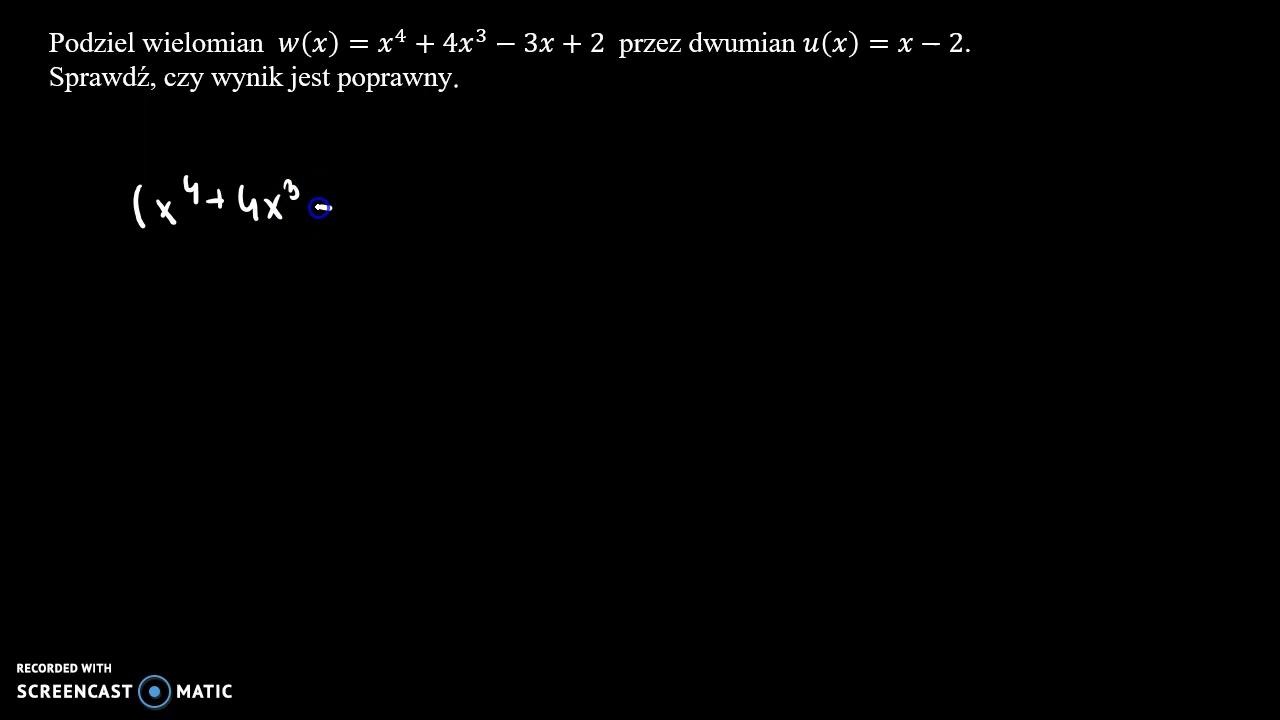 Podziel wielomian w(x) = x⁴ + 4x³ − 3x + 2 przez dwumian u(x) = x − 2.
Sprawdź, czy wynik jest poprawny.
(x⁴+4x³ -
RECORDED WITH
SCREENCAST MATIC